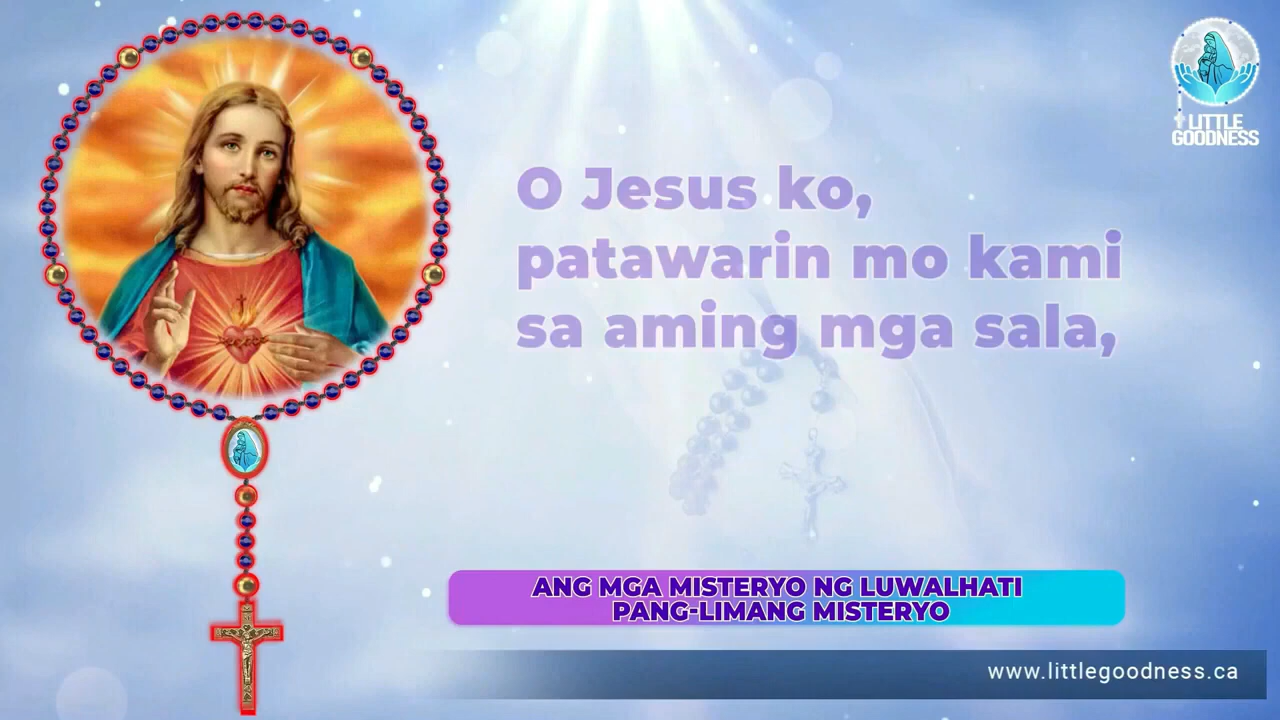 LITTLE
GOODNESS
O Jesus ko,
patawarin mo kami
sa aming mga sala,
ANG MGA MISTERYO NG LUWALHATI
PANG-LIMANG MISTERYO
www.littlegoodness.ca